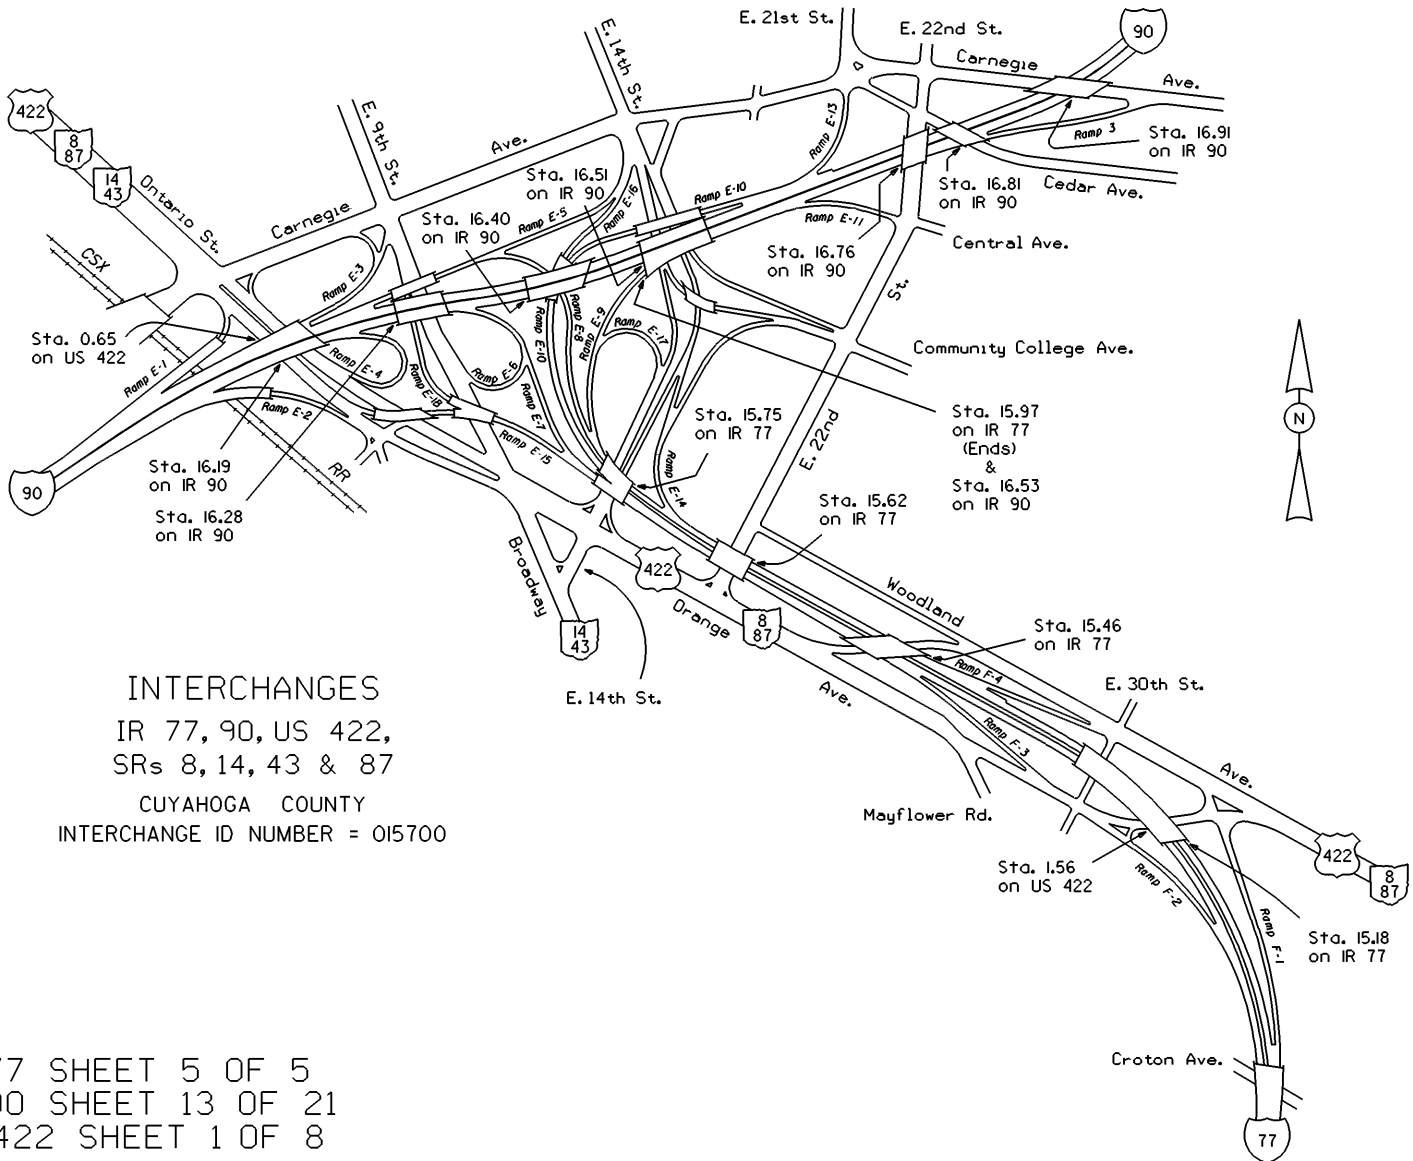 E. 21st St.
E. 22nd St.
90
E. 14th St.
Carnegie
Ave.
422
8
87
14
43
Ontario St.
E. 9th St.
Ave.
Ramp E-13
Ramp 3
Sta. 16.91
on IR 90
Sta. 16.51
on IR 90
Ramp E-16
Ramp E-10
Sta. 16.81
on IR 90
Cedar Ave.
Carnegie
Sta. 16.40
on IR 90
Ramp E-5
Ramp E-11
Sta. 16.76
on IR 90
Central Ave.
CSX
Ramp E-3
St.
Sta. 0.65
on US 422
Ramp E-1
Ramp E-4
Ramp E-18
Ramp E-6
Ramp E-10
Ramp E-8
Ramp E-9
Ramp E-17
Community College Ave.
Ramp E-2
Ramp E-7
Ramp E-15
Sta. 15.75
on IR 77
E. 22nd
Sta. 15.97
on IR 77
(Ends)
&
Sta. 16.53
on IR 90
N
RR
Sta. 16.19
on IR 90
90
Sta. 16.28
on IR 90
Ramp E-14
Sta. 15.62
on IR 77
Broadway
422
Woodland
Orange
8
87
14
43
Sta. 15.46
on IR 77
Ramp F-4
E. 14th St.
Ave.
E. 30th St.
Ramp F-3
Ave.
Mayflower Rd.
INTERCHANGES
IR 77, 90, US 422,
SRs 8, 14, 43 & 87
CUYAHOGA COUNTY
INTERCHANGE ID NUMBER = 015700
Sta. 1.56
on US 422
Ramp F-2
422
8
87
Ramp F-1
Sta. 15.18
on IR 77
Croton Ave.
77
77 SHEET 5 OF 5
90 SHEET 13 OF 21
422 SHEET 1 OF 8